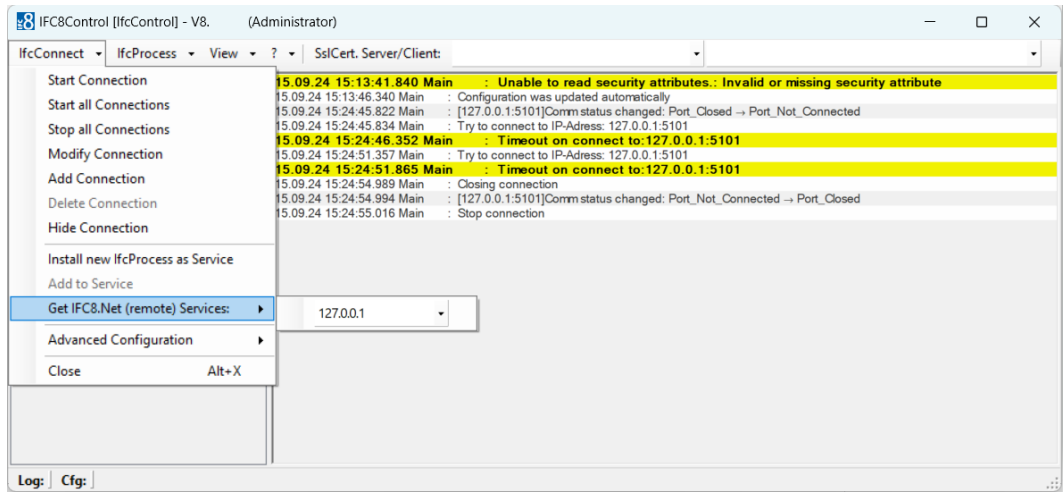 IFC8Control [IfcControl] - V8. (Administrator)
IfcConnect IfcProcess View ? SslCert. Server/Client:
Start Connection
Start all Connections
Stop all Connections
Modify Connection
Add Connection
Delete Connection
Hide Connection
Install new IfcProcess as Service
Add to Service
Get IFC8.Net (remote) Services:
127.0.0.1
Advanced Configuration
Close Alt+X
15.09.24 15:13:41.840 Main : Unable to read security attributes.: Invalid or missing security attribute
15.09.24 15:13:46.340 Main : Configuration was updated automatically
15.09.24 15:24:45.822 Main : [127.0.0.1:5101]Comm status changed: Port_Closed → Port_Not_Connected
15.09.24 15:24:45.834 Main : Try to connect to IP-Adress: 127.0.0.1:5101
15.09.24 15:24:46.352 Main : Timeout on connect to:127.0.0.1:5101
15.09.24 15:24:51.357 Main : Try to connect to IP-Adress: 127.0.0.1:5101
15.09.24 15:24:51.865 Main : Timeout on connect to:127.0.0.1:5101
15.09.24 15:24:54.989 Main : Closing connection
15.09.24 15:24:54.994 Main : [127.0.0.1:5101]Comm status changed: Port_Not_Connected → Port_Closed
15.09.24 15:24:55.016 Main : Stop connection
Log: Cfg: